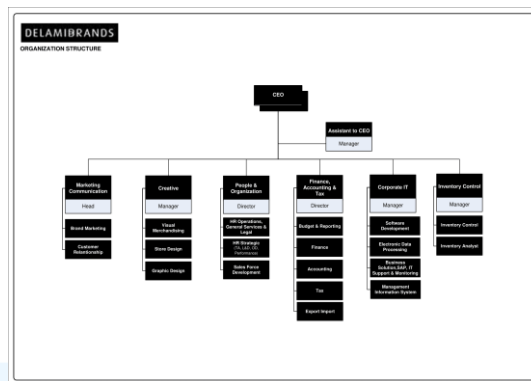 DELAMIBRANDS
ORGANIZATION STRUCTURE
CEO
Assistant to CEO
Manager
Marketing
Communication
Head
Brand Marketing
Customer
Relationship
Creative
Manager
Visual
Merchandizing
Store Design
Graphic Design
People &
Organization
Director
HR Operations,
General Services &
Legal
HR Strategic
Sales Force
Development
Finance,
Accounting &
Tax
Director
Budget & Reporting
Finance
Accounting
Tax
Export Import
Corporate IT
Manager
Software
Development
Electronic Data
Processing
Business
Solution,SAP, IT
Support & Monitoring
Management
Information System
Inventory Control
Manager
Inventory Control
Inventory Analyst